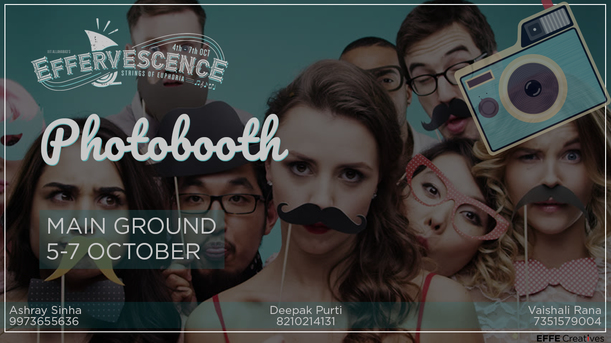 4th - 7th OCT
EFFERVESCENCE
STRINGS OF EUPHORIA
Photobooth
MAIN GROUND
5-7 OCTOBER
Ashray Sinha
9973655636
Deepak Purti
8210214131
Vaishali Rana
7351579004
EFFE Creatives